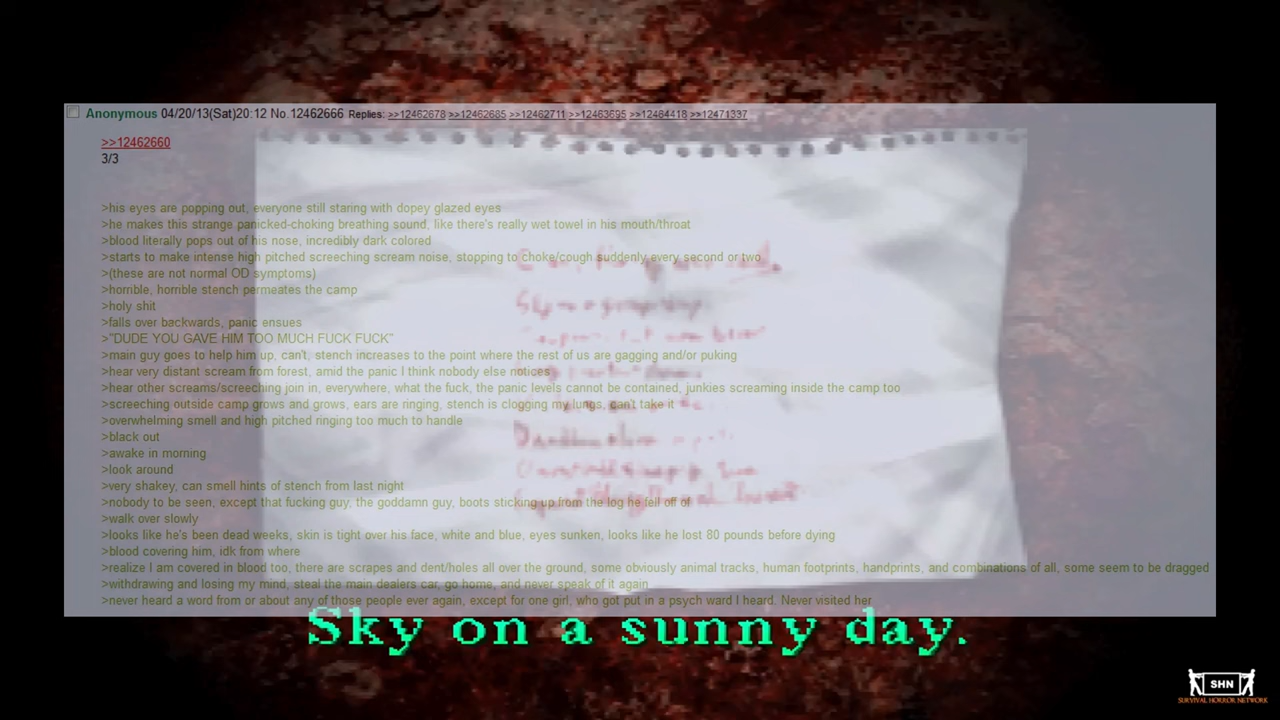 Anonymous 04/20/13(Sat)20:12 No.12462666 Replies: >>12462678 >>12462685 >>12462711 >>12463695 >>12464418 >>12471337
>>12462660
3/3
>his eyes are popping out, everyone still staring with dopey glazed eyes
>he makes this strange panicked-choking breathing sound, like there's really wet towel in his mouth/throat
>blood literally pops out of his nose, incredibly dark colored
>starts to make intense high pitched screeching scream noise, stopping to choke/cough suddenly every second or two
>(these are not normal OD symptoms)
>horrible, horrible stench permeates the camp
>holy shit
>falls over backwards, panic ensues
>"DUDE YOU GAVE HIM TOO MUCH FUCK FUCK"
>main guy goes to help him up, can't, stench increases to the point where the rest of us are gagging and/or puking
>hear very distant scream from forest, amid the panic I think nobody else notices
>hear other screams/screeching join in, everywhere, what the fuck, the panic levels cannot be contained, junkies screaming inside the camp too
>screeching outside camp grows and grows, ears are ringing, stench is clogging my lungs, can't take it
>overwhelming smell and high pitched ringing too much to handle
>black out
>awake in morning
>look around
>very shakey, can smell hints of stench from last night
>nobody to be seen, except that fucking guy, the goddamn guy, boots sticking up from the log he fell off of
>walk over slowly
>looks like he's been dead weeks, skin is tight over his face, white and blue, eyes sunken, looks like he lost 80 pounds before dying
>blood covering him, idk from where
>realize I am covered in blood too, there are scrapes and dent/holes all over the ground, some obviously animal tracks, human footprints, handprints, and combinations of all, some seem to be dragged
>withdrawing and losing my mind, steal the main dealers car, go home, and never speak of it again
>never heard a word from or about any of those people ever again, except for one girl, who got put in a psych ward I heard. Never visited her
Sky on a sunny day.
SHN
SURVIVAL HORROR NETWORK